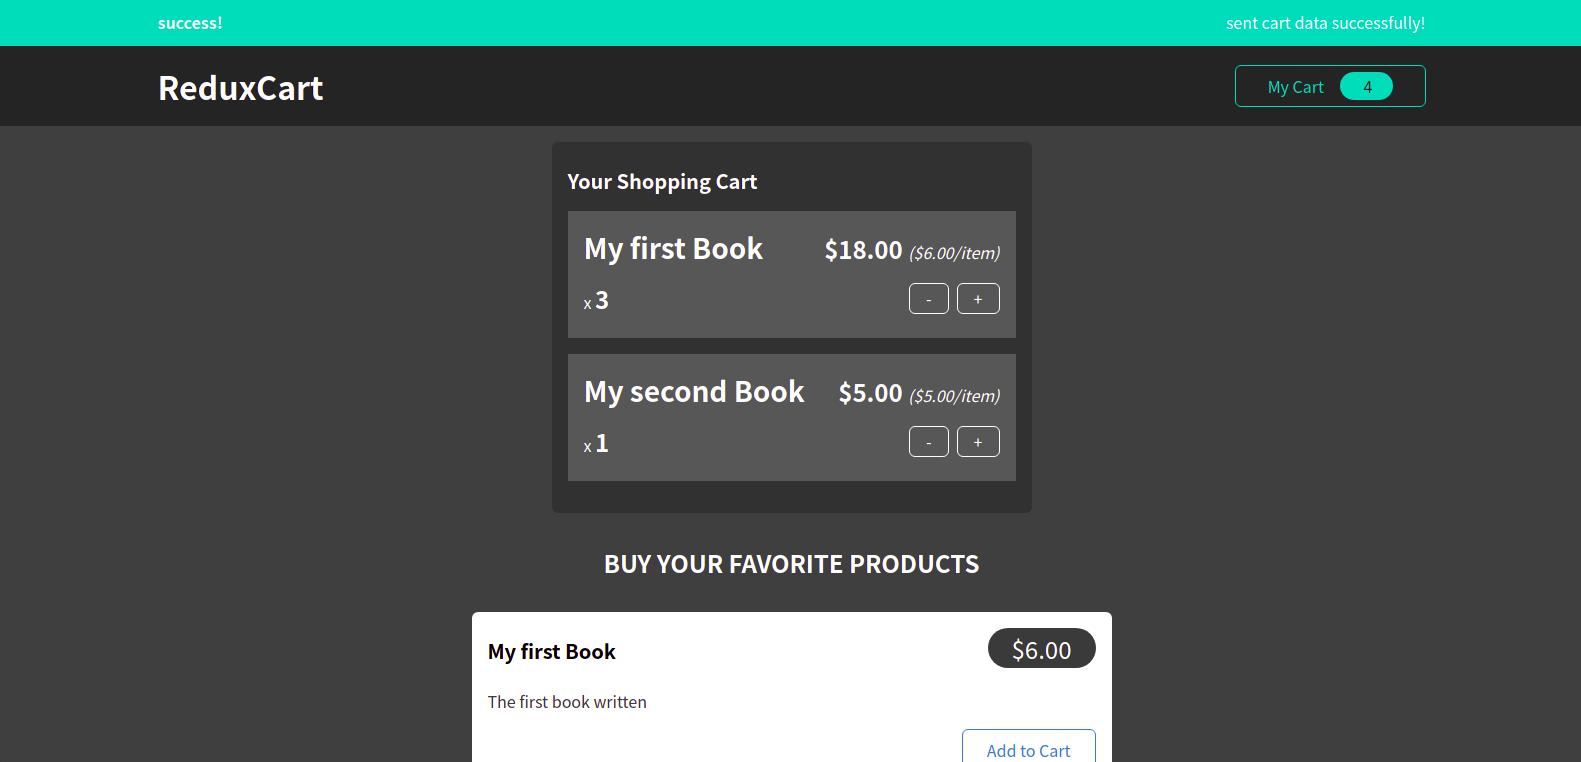 success! sent cart data successfully!
ReduxCart My Cart 4
Your Shopping Cart
My first Book $18.00 ($6.00/item)
x 3 - +
My second Book $5.00 ($5.00/item)
x 1 - +
BUY YOUR FAVORITE PRODUCTS
My first Book $6.00
The first book written
Add to Cart